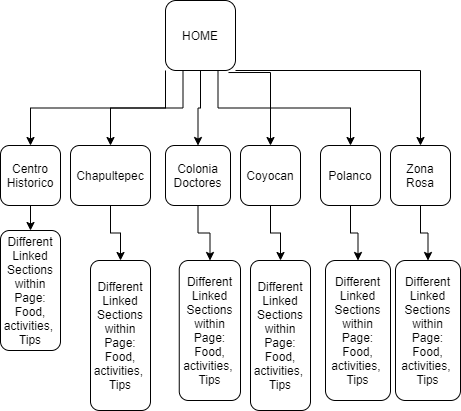 HOME
Centro
Historico
Chapultepec
Colonia
Doctores
Coyocan
Polanco
Zona
Rosa
Different
Linked
Sections
within
Page:
Food,
activities,
Tips
Different
Linked
Sections
within
Page:
Food,
activities,
Tips
Different
Linked
Sections
within
Page:
Food,
activities,
Tips
Different
Linked
Sections
within
Page:
Food,
activities,
Tips
Different
Linked
Sections
within
Page:
Food,
activities,
Tips
Different
Linked
Sections
within
Page:
Food,
activities,
Tips